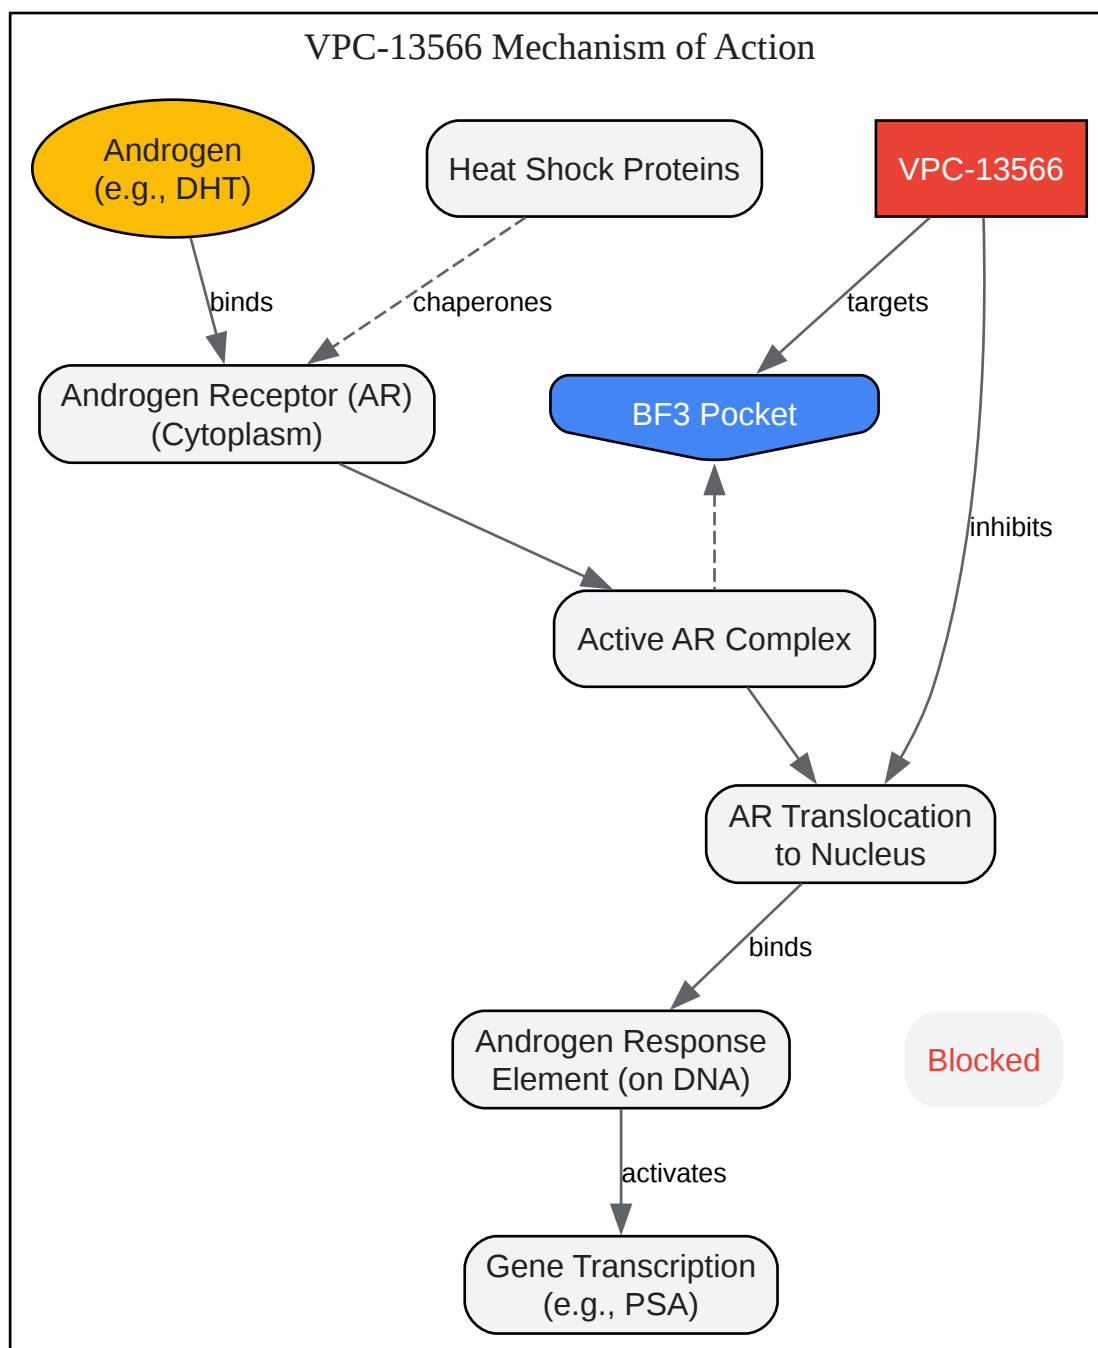 VPC-13566 Mechanism of Action
Androgen
(e.g., DHT)
Heat Shock Proteins
VPC-13566
binds
chaperones
targets
Androgen Receptor (AR)
(Cytoplasm)
BF3 Pocket
inhibits
Active AR Complex
AR Translocation
to Nucleus
binds
Androgen Response
Element (on DNA)
Blocked
activates
Gene Transcription
(e.g., PSA)